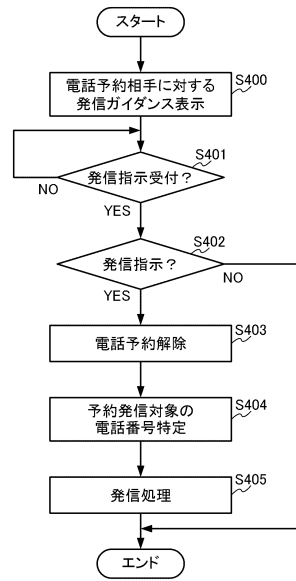 スタート
電話予約相手に対する
発信ガイダンス表示
S400
発信指示受付？
S401
NO
YES
発信指示？
S402
NO
YES
電話予約解除
S403
予約発信対象の
電話番号特定
S404
発信処理
S405
エンド